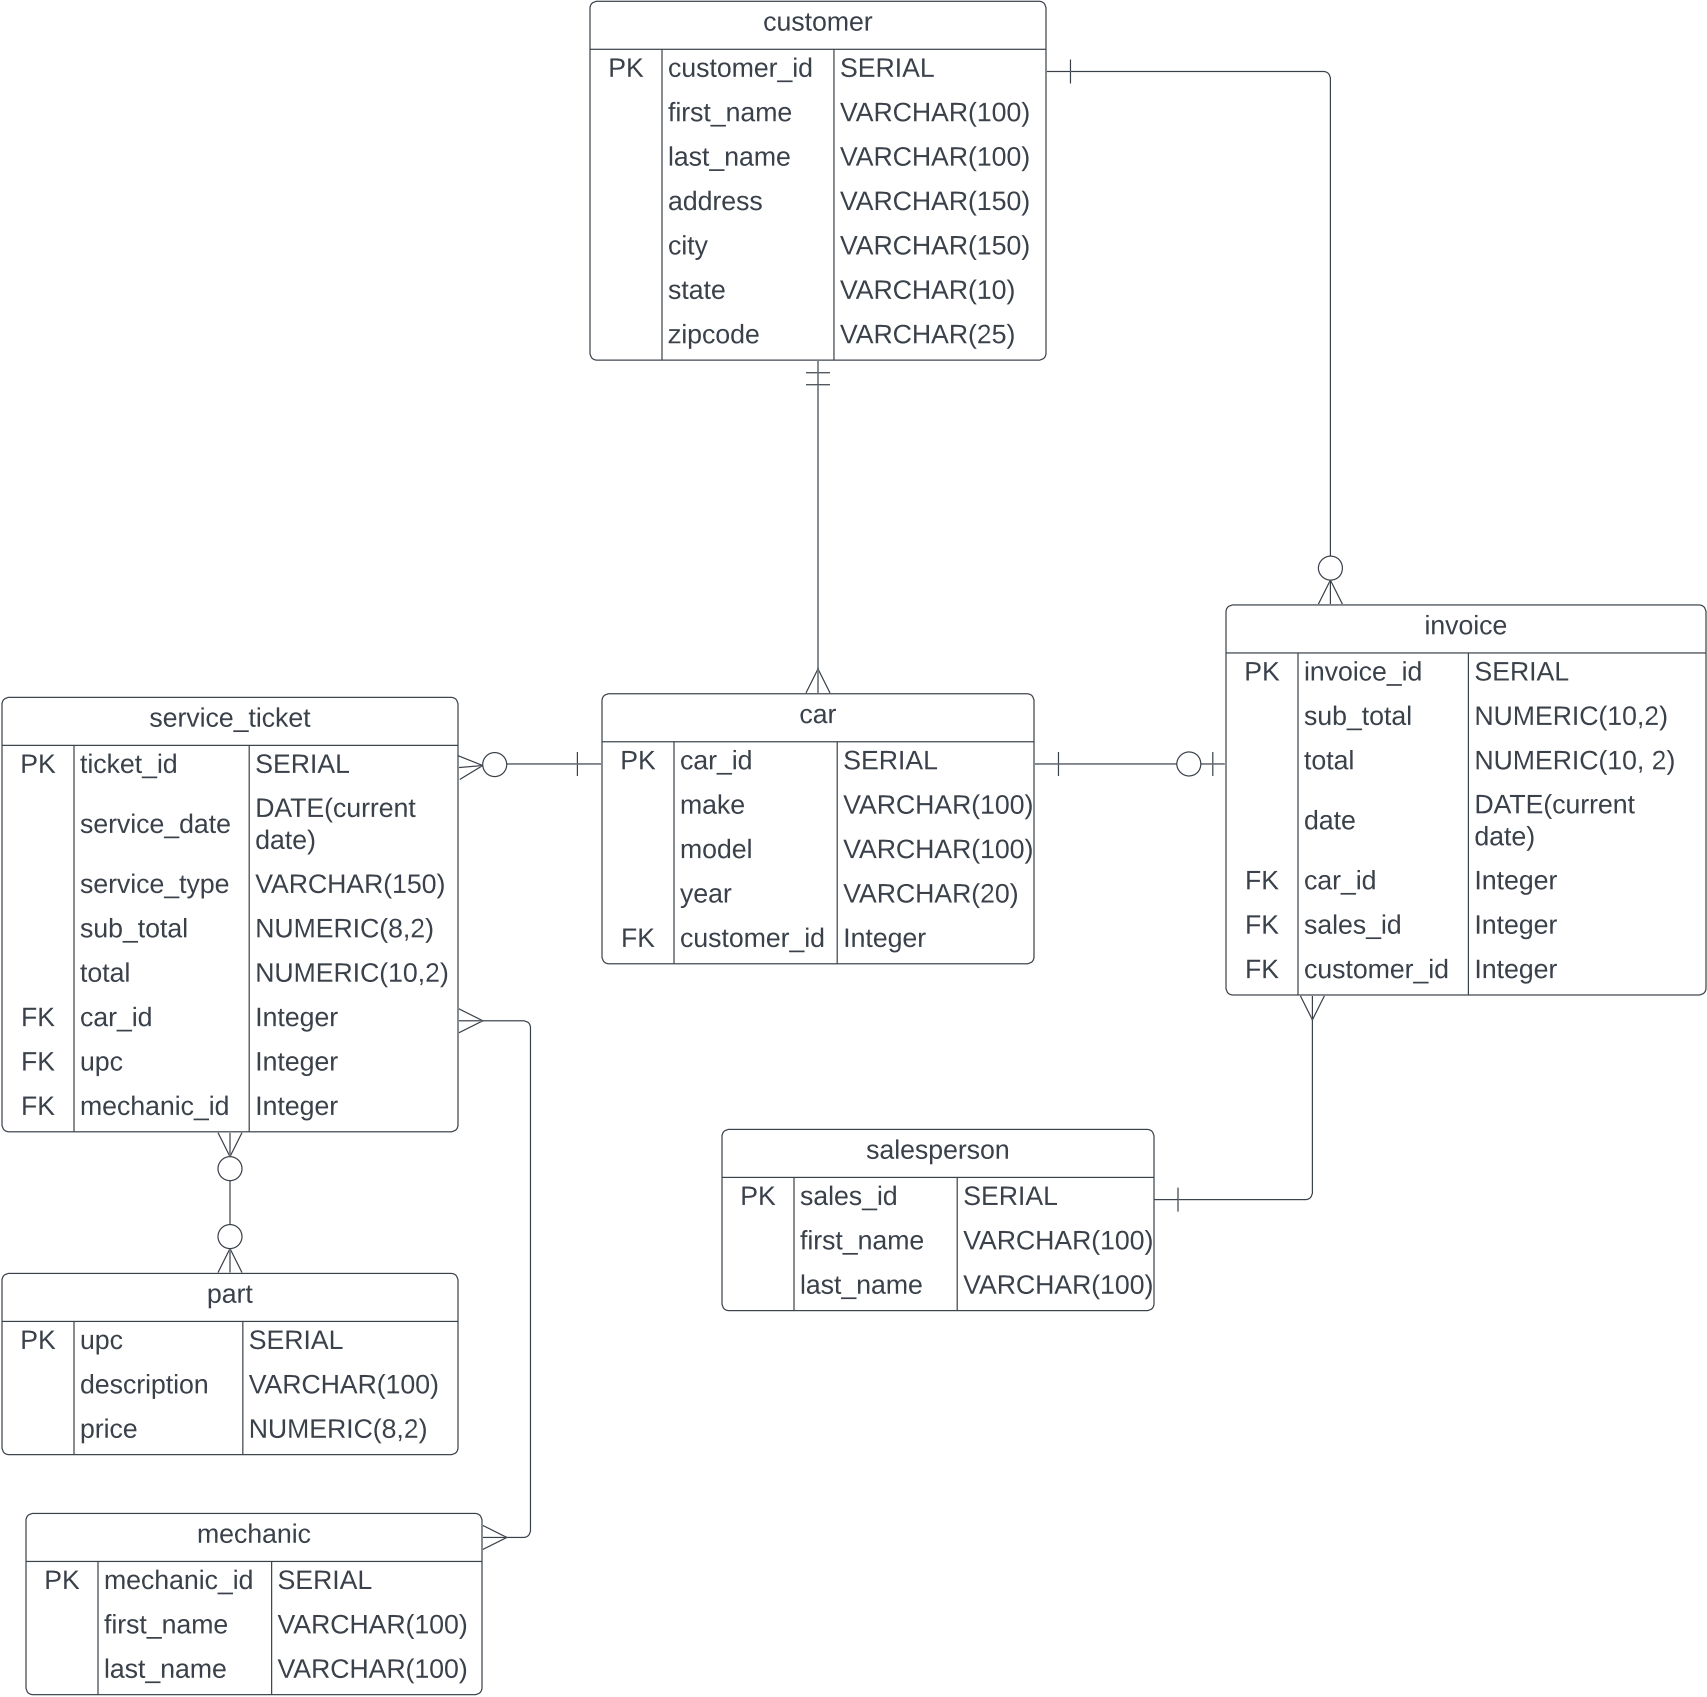 customer
PK customer_id SERIAL
first_name VARCHAR(100)
last_name VARCHAR(100)
address VARCHAR(150)
city VARCHAR(150)
state VARCHAR(10)
zipcode VARCHAR(25)
invoice
PK invoice_id SERIAL
sub_total NUMERIC(10,2)
total NUMERIC(10, 2)
date DATE(current
date)
FK car_id Integer
FK sales_id Integer
FK customer_id Integer
service_ticket
PK ticket_id SERIAL
service_date DATE(current
date)
service_type VARCHAR(150)
sub_total NUMERIC(8,2)
total NUMERIC(10,2)
FK car_id Integer
FK upc Integer
FK mechanic_id Integer
car
PK car_id SERIAL
make VARCHAR(100)
model VARCHAR(100)
year VARCHAR(20)
FK customer_id Integer
salesperson
PK sales_id SERIAL
first_name VARCHAR(100)
last_name VARCHAR(100)
part
PK upc SERIAL
description VARCHAR(100)
price NUMERIC(8,2)
mechanic
PK mechanic_id SERIAL
first_name VARCHAR(100)
last_name VARCHAR(100)